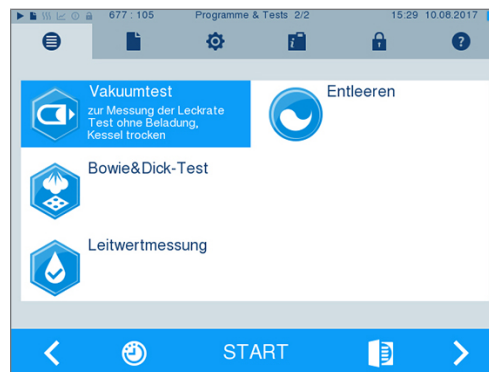 677 : 105 Programme & Tests 2/2 15:29 10.08.2017
i
?
Vakuumtest
zur Messung der Leckrate
Test ohne Beladung,
Kessel trocken
Entleeren
Bowie&Dick-Test
Leitwertmessung
START